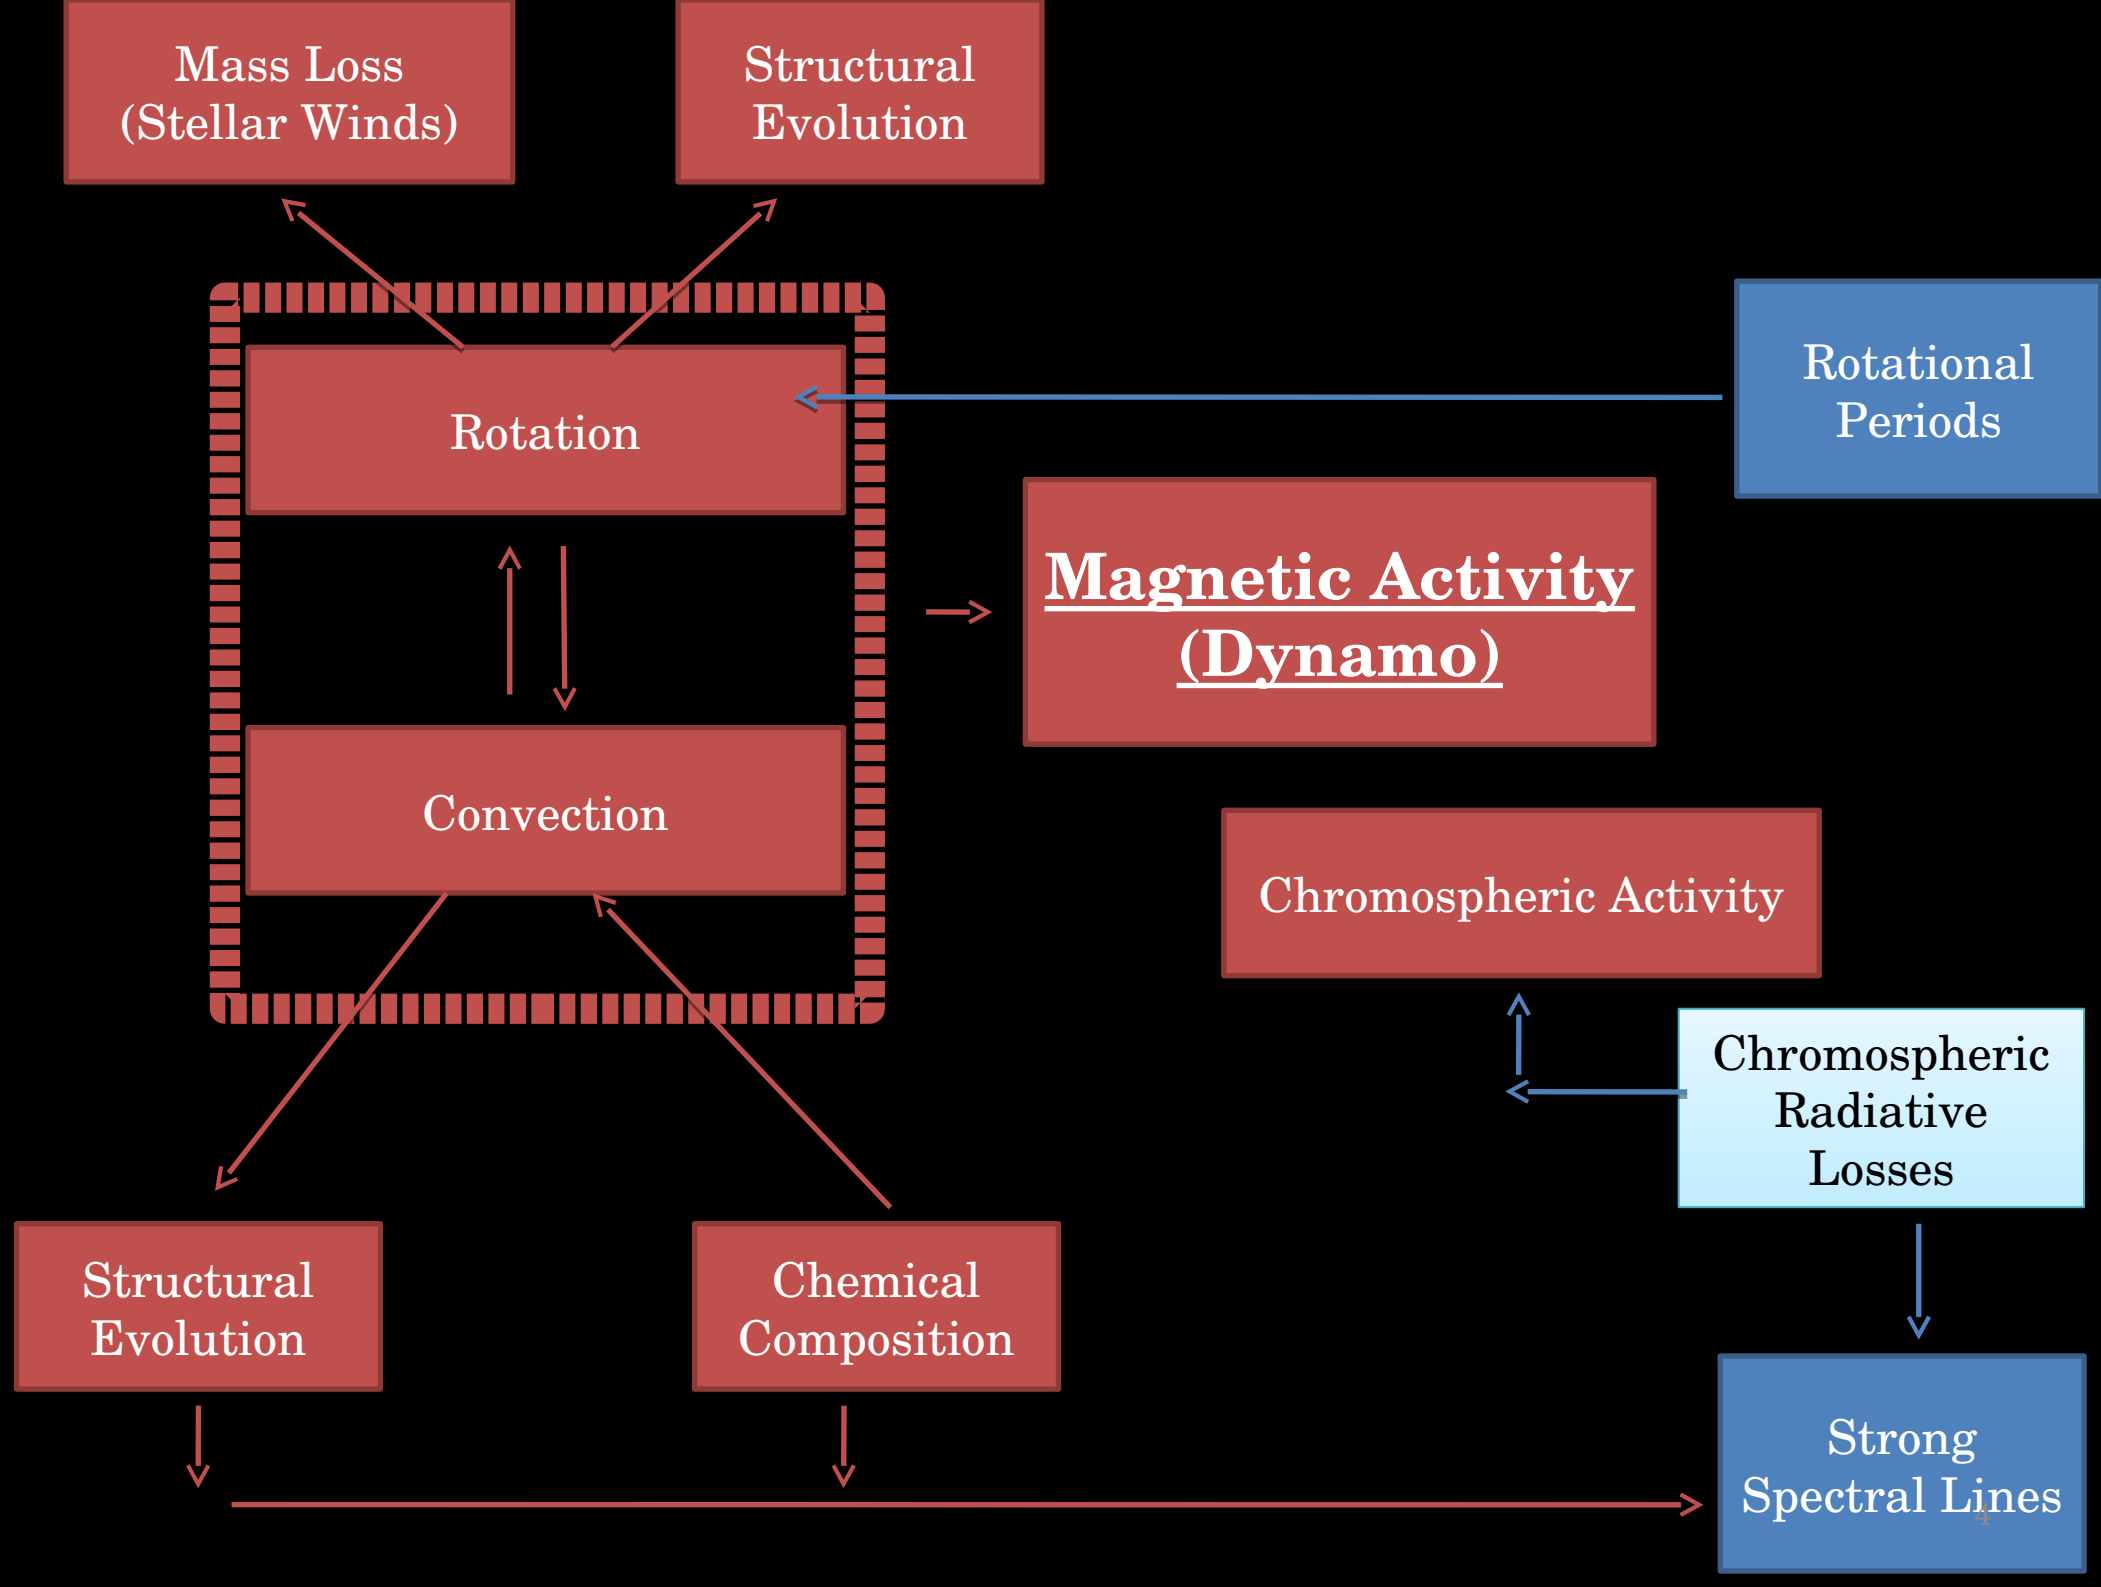 Mass Loss
(Stellar Winds)
Structural
Evolution
Rotational
Periods
Rotation
Magnetic Activity
(Dynamo)
Convection
Chromospheric Activity
Chromospheric
Radiative
Losses
Structural
Evolution
Chemical
Composition
Strong
Spectral Lines
4